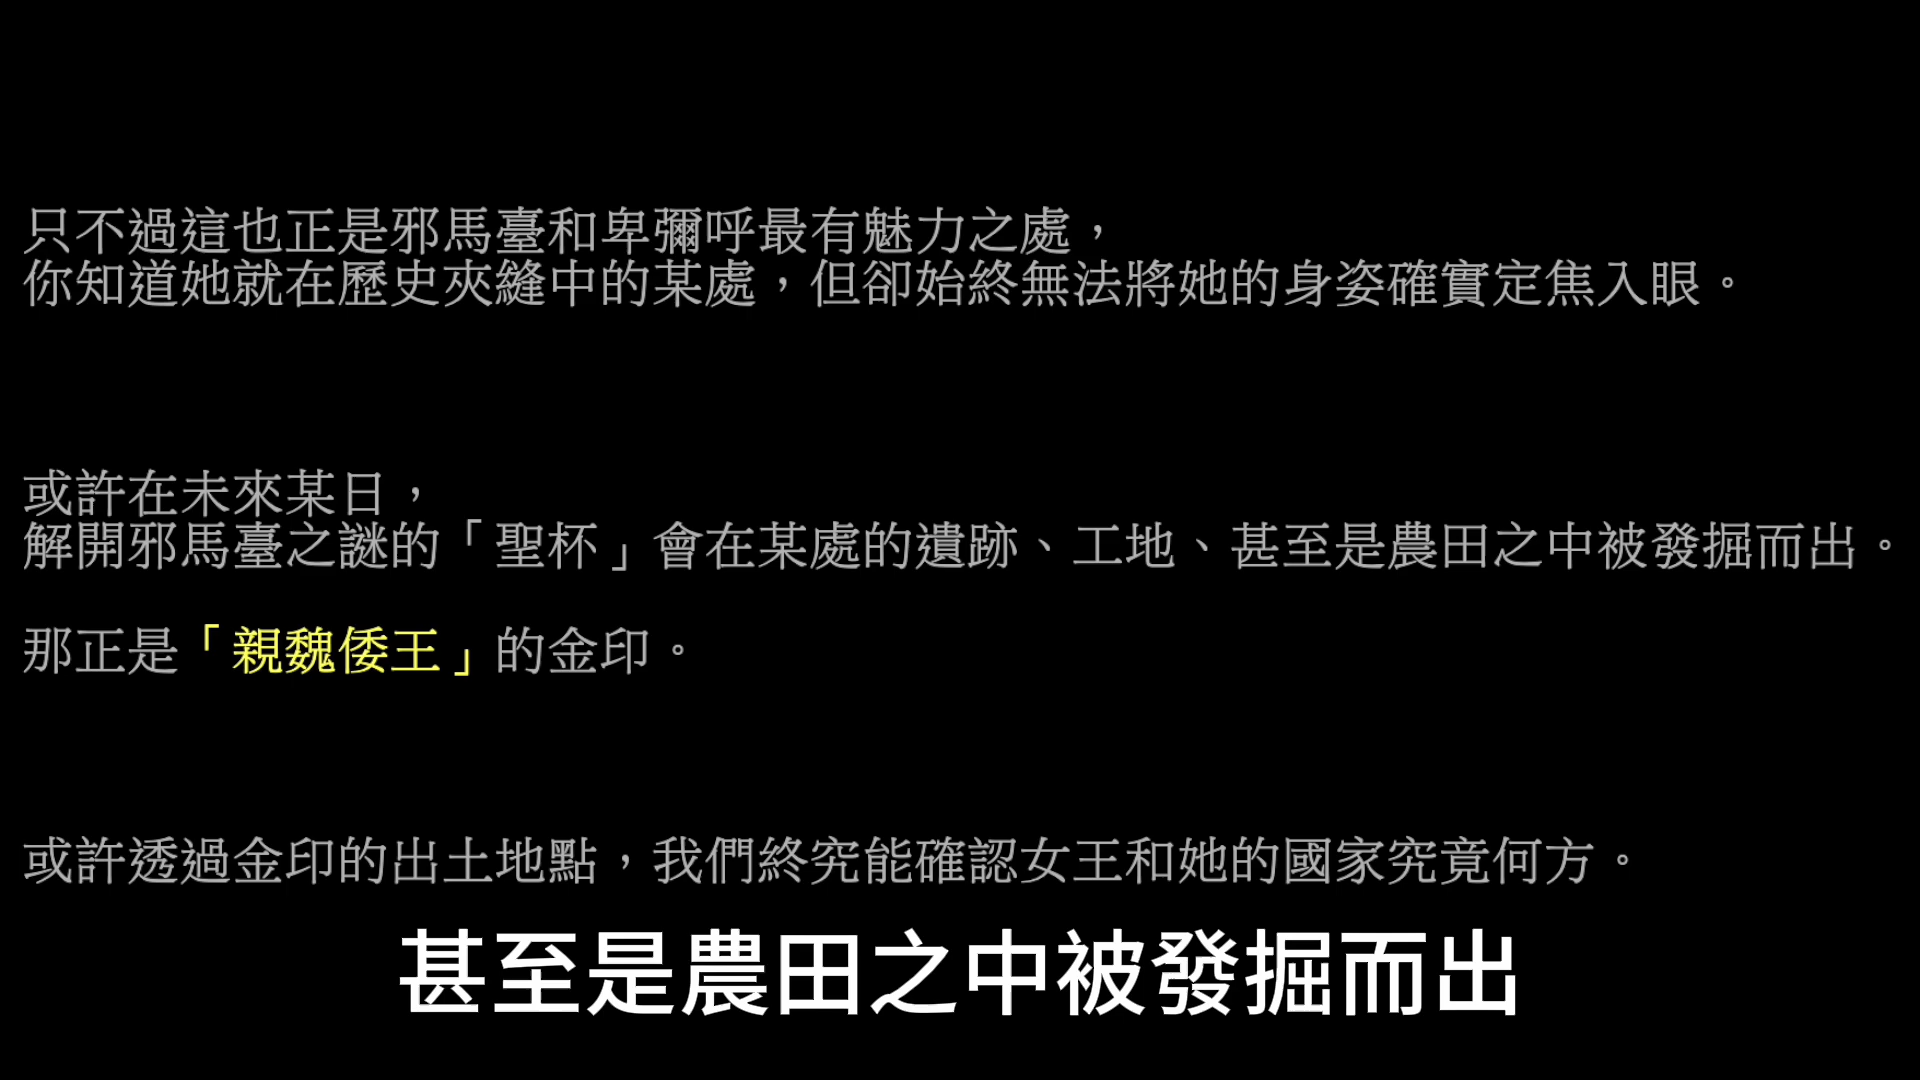 只不過這也正是邪馬臺和卑彌呼最有魅力之處，
你知道她就在歷史夾縫中的某處，但卻始終無法將她的身姿確實定焦入眼。
或許在未來某日，
解開邪馬臺之謎的「聖杯」會在某處的遺跡、工地、甚至是農田之中被發掘而出。
那正是「親魏倭王」的金印。
或許透過金印的出土地點，我們終究能確認女王和她的國家究竟何方。
甚至是農田之中被發掘而出